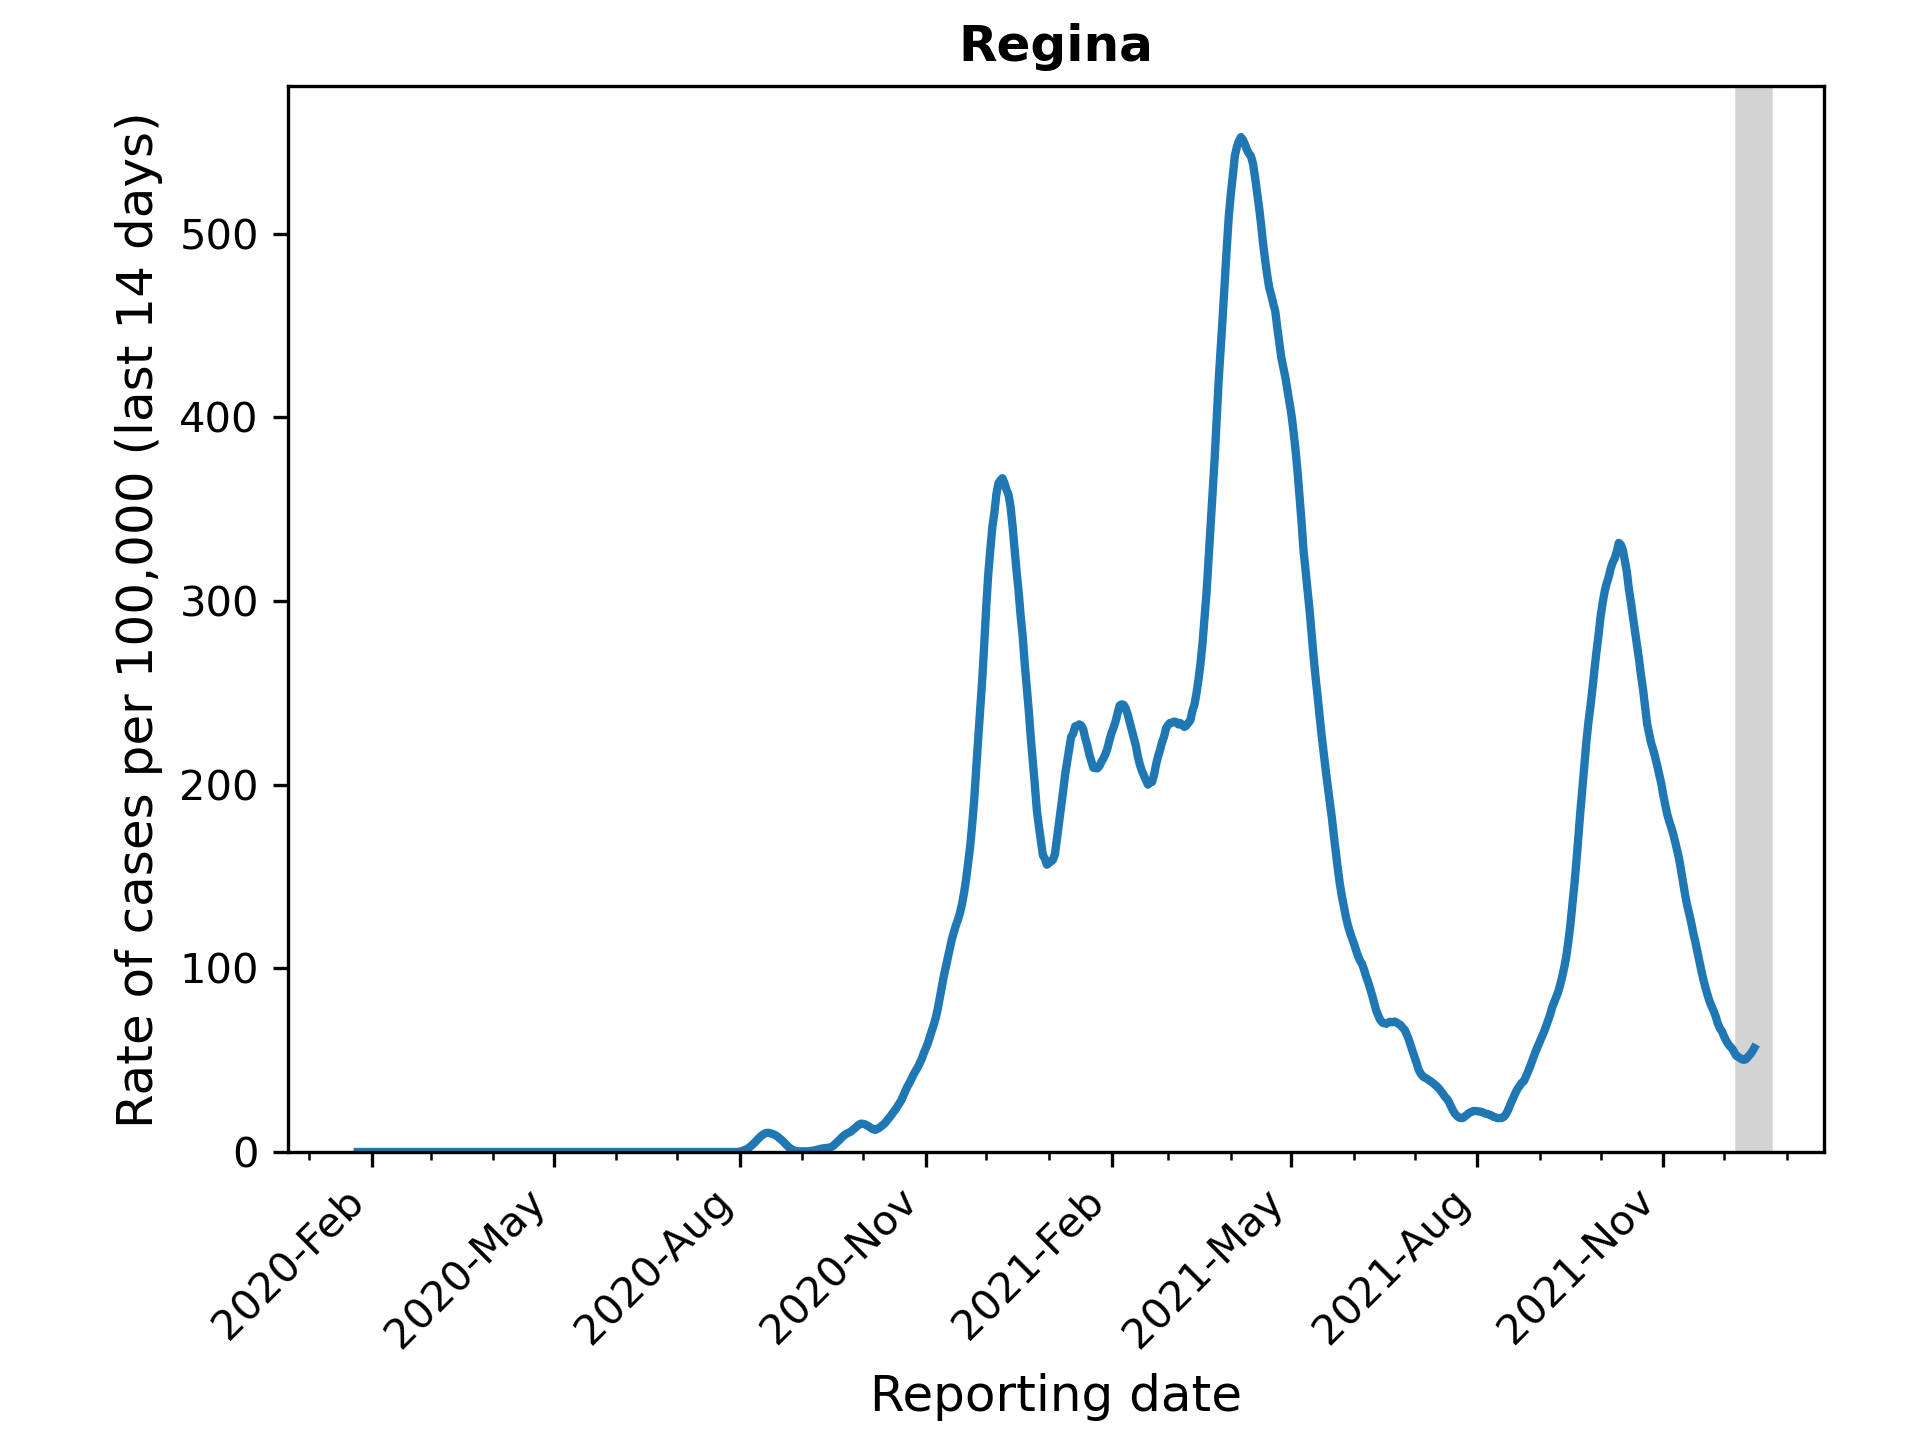 Regina
Rate of cases per 100,000 (last 14 days)
500
400
300
200
100
0
2020-Feb
2020-May
2020-Aug
2020-Nov
2021-Feb
2021-May
2021-Aug
2021-Nov
Reporting date